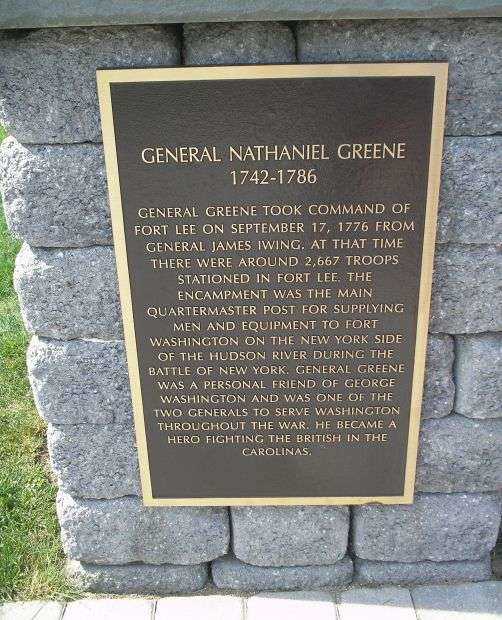 GENERAL NATHANIEL GREENE
1742-1786
GENERAL GREENE TOOK COMMAND OF
FORT LEE ON SEPTEMBER 17, 1776 FROM
GENERAL JAMES IWING. AT THAT TIME
THERE WERE AROUND 2,667 TROOPS
STATIONED IN FORT LEE. THE
ENCAMPMENT WAS THE MAIN
QUARTERMASTER POST FOR SUPPLYING
MEN AND EQUIPMENT TO FORT
WASHINGTON ON THE NEW YORK SIDE
OF THE HUDSON RIVER DURING THE
BATTLE OF NEW YORK. GENERAL GREENE
WAS A PERSONAL FRIEND OF GEORGE
WASHINGTON AND WAS ONE OF THE
TWO GENERALS TO SERVE WASHINGTON
THROUGHOUT THE WAR. HE BECAME A
HERO FIGHTING THE BRITISH IN THE
CAROLINAS.